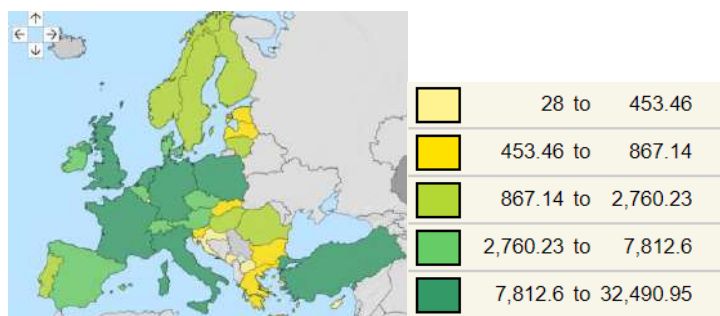 28 to 453.46
453.46 to 867.14
867.14 to 2,760.23
2,760.23 to 7,812.6
7,812.6 to 32,490.95